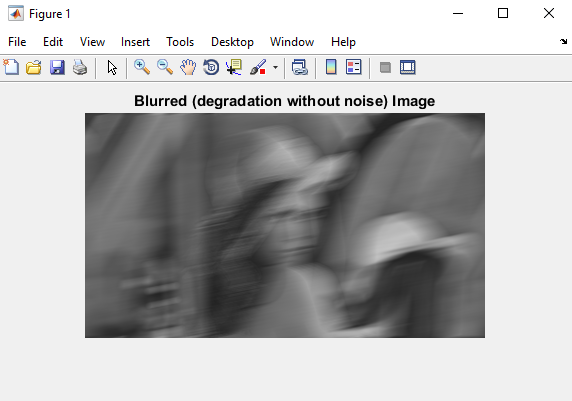 Figure 1
File Edit View Insert Tools Desktop Window Help
Blurred (degradation without noise) Image